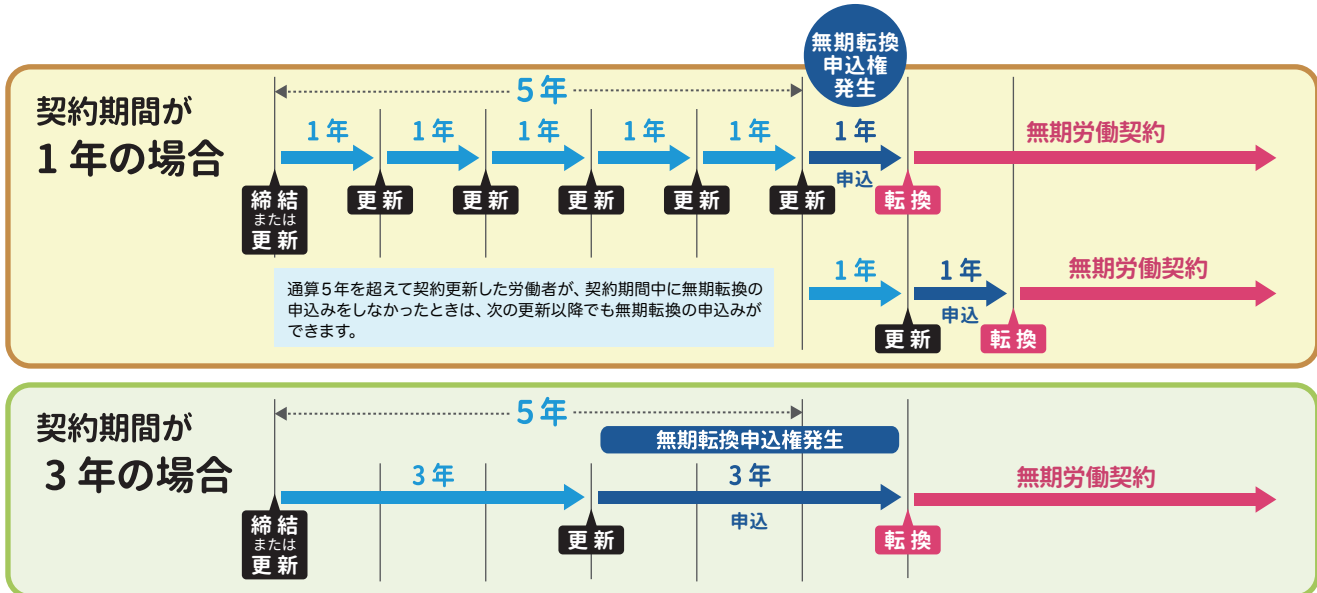 無期転換
申込権
発生
契約期間が
1年の場合
5年
1年 1年 1年 1年 1年 1年 無期労働契約
申込
締結
または
更新
更新 更新 更新 更新 更新 転換
通算5年を超えて契約更新した労働者が、契約期間中に無期転換の
申込みをしなかったときは、次の更新以降でも無期転換の申込みが
できます。
1年 1年 無期労働契約
申込
更新 転換
契約期間が
3年の場合
5年
無期転換申込権発生
3年 3年 無期労働契約
申込
締結
または
更新
更新 転換